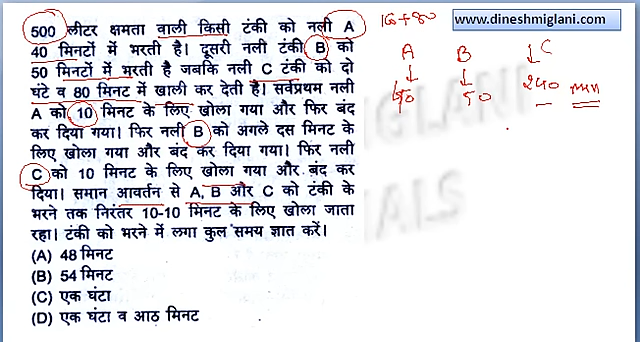 www.dineshmiglani.com
500 लीटर क्षमता वाली किसी टंकी को नली A
40 मिनटों में भरती है। दूसरी नली टंकी B को
50 मिनटों में भरती है जबकि नली C टंकी को दो
घंटे व 80 मिनट में खाली कर देती है। सर्वप्रथम नली
A को 10 मिनट के लिए खोला गया और फिर बंद
कर दिया गया। फिर नली B को अगले दस मिनट के
लिए खोला गया और बंद कर दिया गया। फिर नली
C को 10 मिनट के लिए खोला गया और बंद कर
दिया। समान आवर्तन से A, B और C को टंकी के
भरने तक निरंतर 10-10 मिनट के लिए खोला जाता
रहा। टंकी को भरने में लगा कुल समय ज्ञात करें।
(A) 48 मिनट
(B) 54 मिनट
(C) एक घंटा
(D) एक घंटा व आठ मिनट
A B C
50 240 min